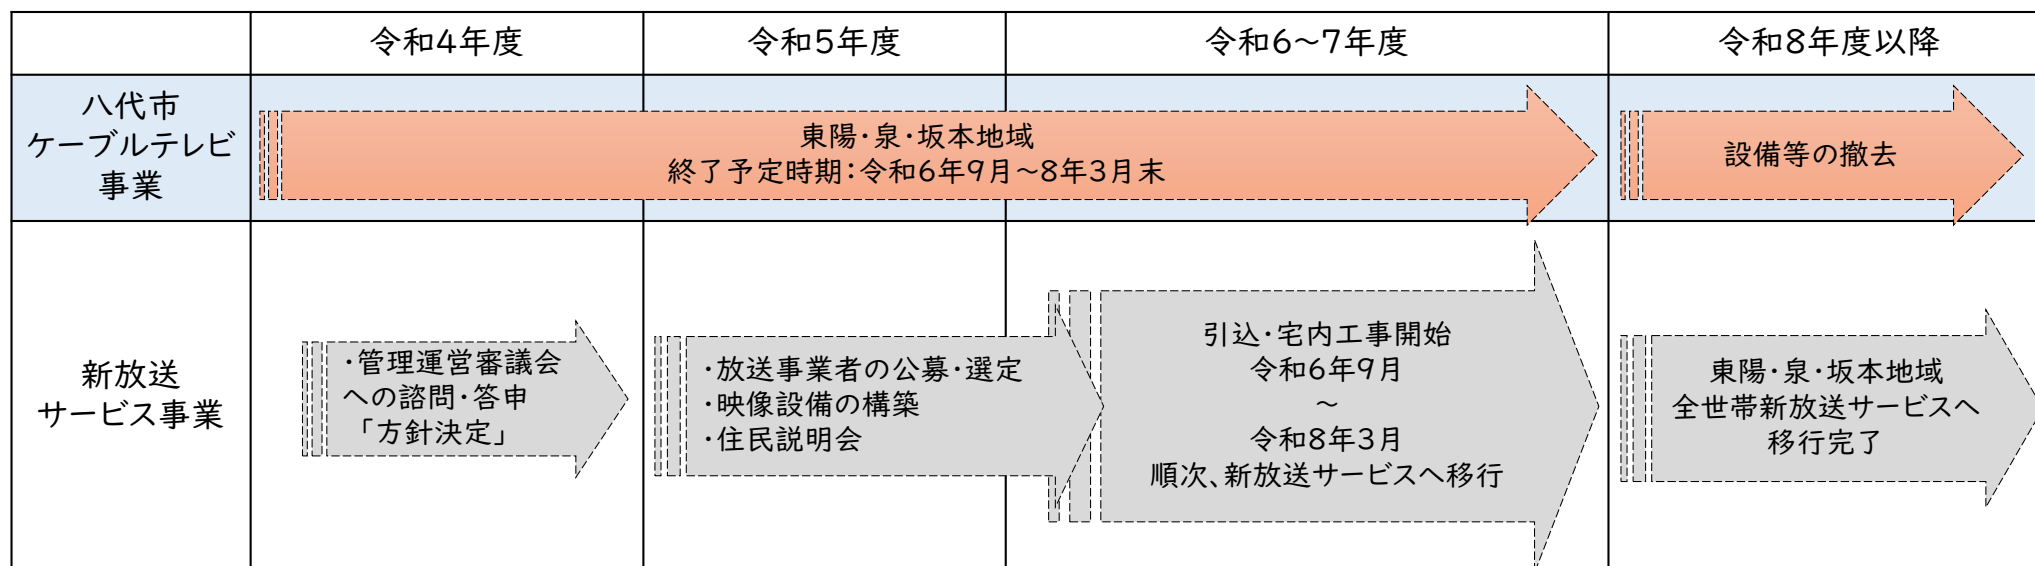 令和4年度
令和5年度
令和6～7年度
令和8年度以降
八代市
ケーブルテレビ
事業
東陽・泉・坂本地域
終了予定時期：令和6年9月～8年3月末
設備等の撤去
新放送
サービス事業
・管理運営審議会
への諮問・答申
「方針決定」
・放送事業者の公募・選定
・映像設備の構築
・住民説明会
引込・宅内工事開始
令和6年9月
～
令和8年3月
順次、新放送サービスへ移行
東陽・泉・坂本地域
全世帯新放送サービスへ
移行完了